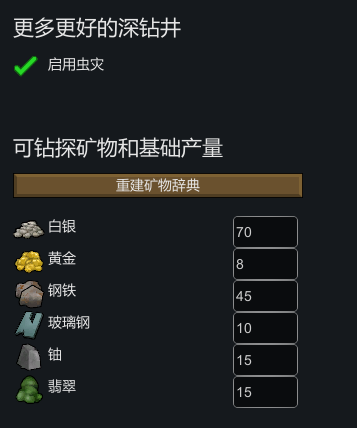 更多更好的深钻井
启用虫灾
可钻探矿物和基础产量
重建矿物辞典
白银 70
黄金 8
钢铁 45
玻璃钢 10
铀 15
翡翠 15